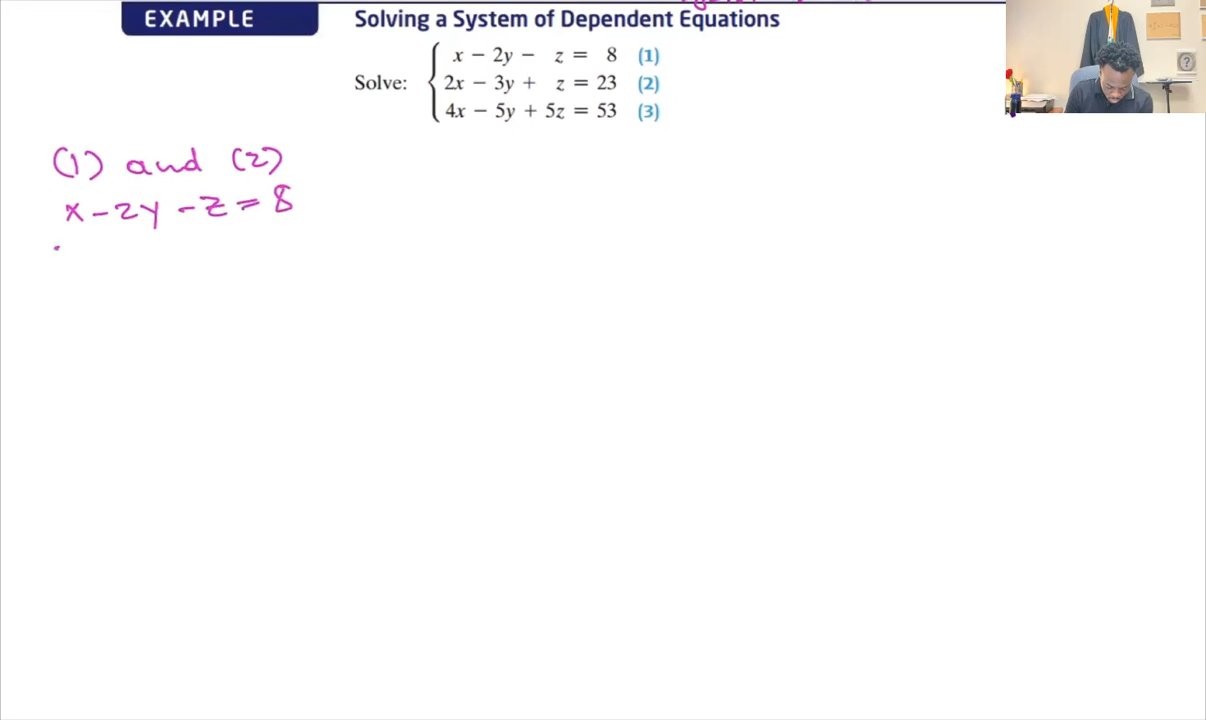 EXAMPLE Solving a System of Dependent Equations
x − 2y − z = 8 (1)
Solve: 2x − 3y + z = 23 (2)
4x − 5y + 5z = 53 (3)
(1) and (2)
x - 2y - z = 8